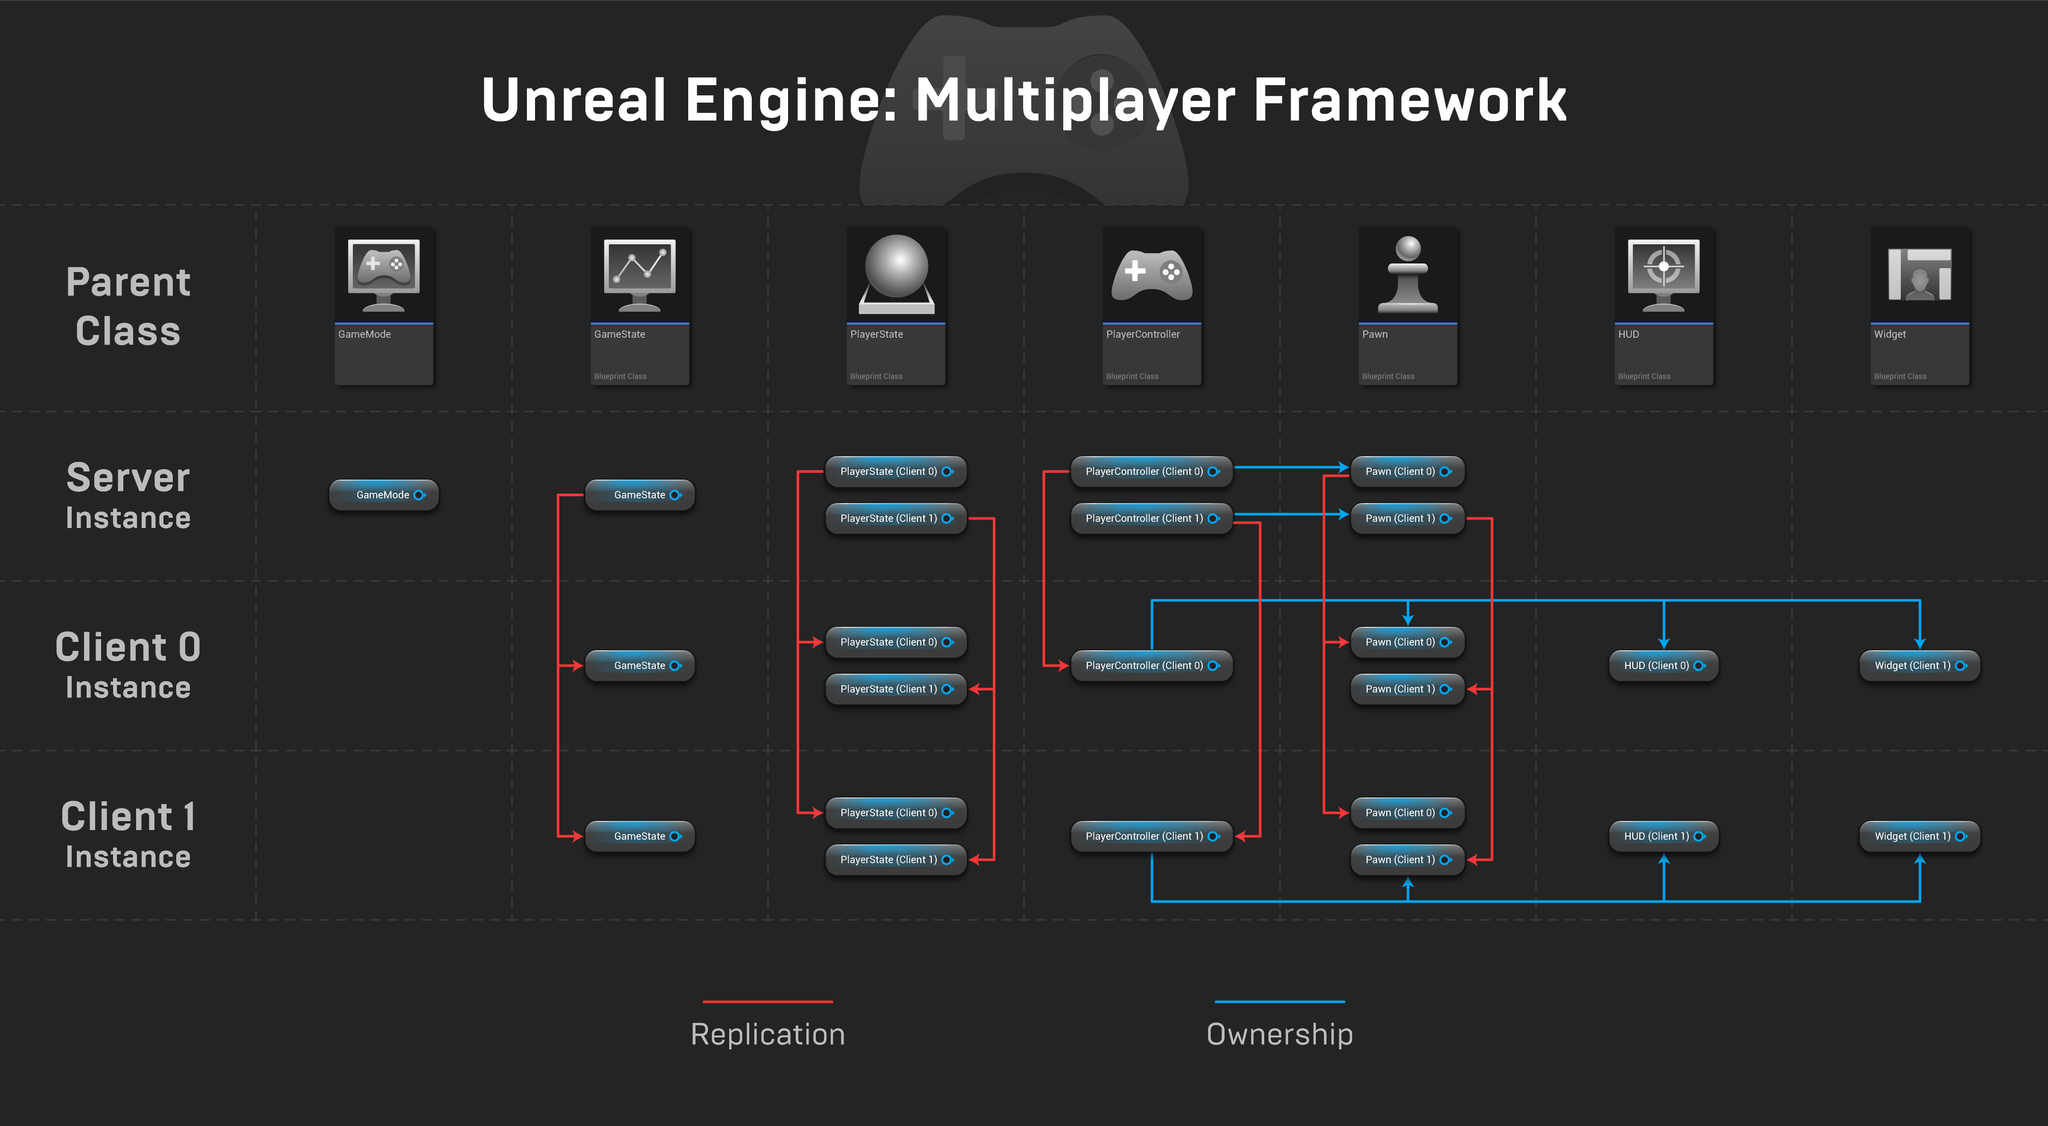 Unreal Engine: Multiplayer Framework
Parent
Class
GameMode
GameState
Blueprint Class
PlayerState
Blueprint Class
PlayerController
Blueprint Class
Pawn
Blueprint Class
HUD
Blueprint Class
Widget
Blueprint Class
Server
Instance
GameMode
GameState
PlayerState (Client 0)
PlayerState (Client 1)
PlayerController (Client 0)
PlayerController (Client 1)
Pawn (Client 0)
Pawn (Client 1)
Client 0
Instance
GameState
PlayerState (Client 0)
PlayerState (Client 1)
PlayerController (Client 0)
Pawn (Client 0)
Pawn (Client 1)
HUD (Client 0)
Widget (Client 1)
Client 1
Instance
GameState
PlayerState (Client 0)
PlayerState (Client 1)
PlayerController (Client 1)
Pawn (Client 0)
Pawn (Client 1)
HUD (Client 1)
Widget (Client 1)
Replication
Ownership